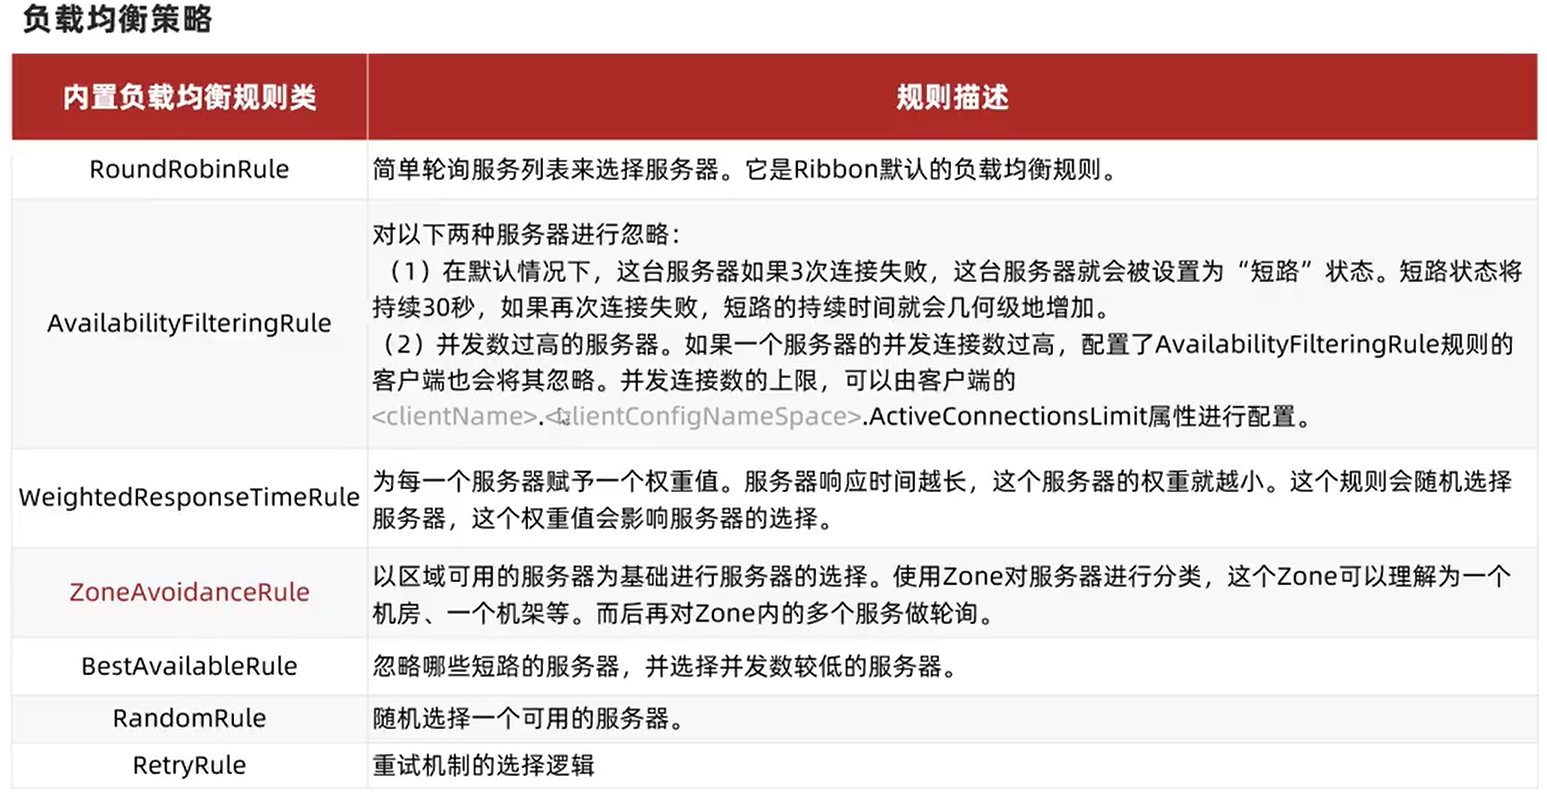 负载均衡策略
内置负载均衡规则类
规则描述
RoundRobinRule
简单轮询服务列表来选择服务器。它是Ribbon默认的负载均衡规则。
AvailabilityFilteringRule
对以下两种服务器进行忽略：
（1）在默认情况下，这台服务器如果3次连接失败，这台服务器就会被设置为“短路”状态。短路状态将
持续30秒，如果再次连接失败，短路的持续时间就会几何级地增加。
（2）并发数过高的服务器。如果一个服务器的并发连接数过高，配置了AvailabilityFilteringRule规则的
客户端也会将其忽略。并发连接数的上限，可以由客户端的
<clientName>.<clientConfigNameSpace>.ActiveConnectionsLimit属性进行配置。
WeightedResponseTimeRule
为每一个服务器赋予一个权重值。服务器响应时间越长，这个服务器的权重就越小。这个规则会随机选择
服务器，这个权重值会影响服务器的选择。
ZoneAvoidanceRule
以区域可用的服务器为基础进行服务器的选择。使用Zone对服务器进行分类，这个Zone可以理解为一个
机房、一个机架等。而后再对Zone内的多个服务做轮询。
BestAvailableRule
忽略哪些短路的服务器，并选择并发数较低的服务器。
RandomRule
随机选择一个可用的服务器。
RetryRule
重试机制的选择逻辑